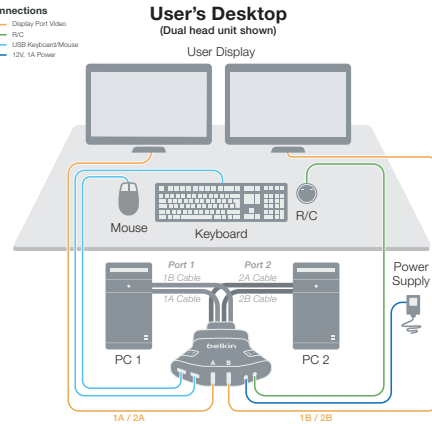 nnections
Display Port Video
R/C
USB Keyboard/Mouse
12V, 1A Power
User's Desktop
(Dual head unit shown)
User Display
Mouse
Keyboard
R/C
Port 1
Port 2
1B Cable
2A Cable
1A Cable
2B Cable
Power
Supply
belkin
A B
PC 1
PC 2
1A / 2A
1B / 2B